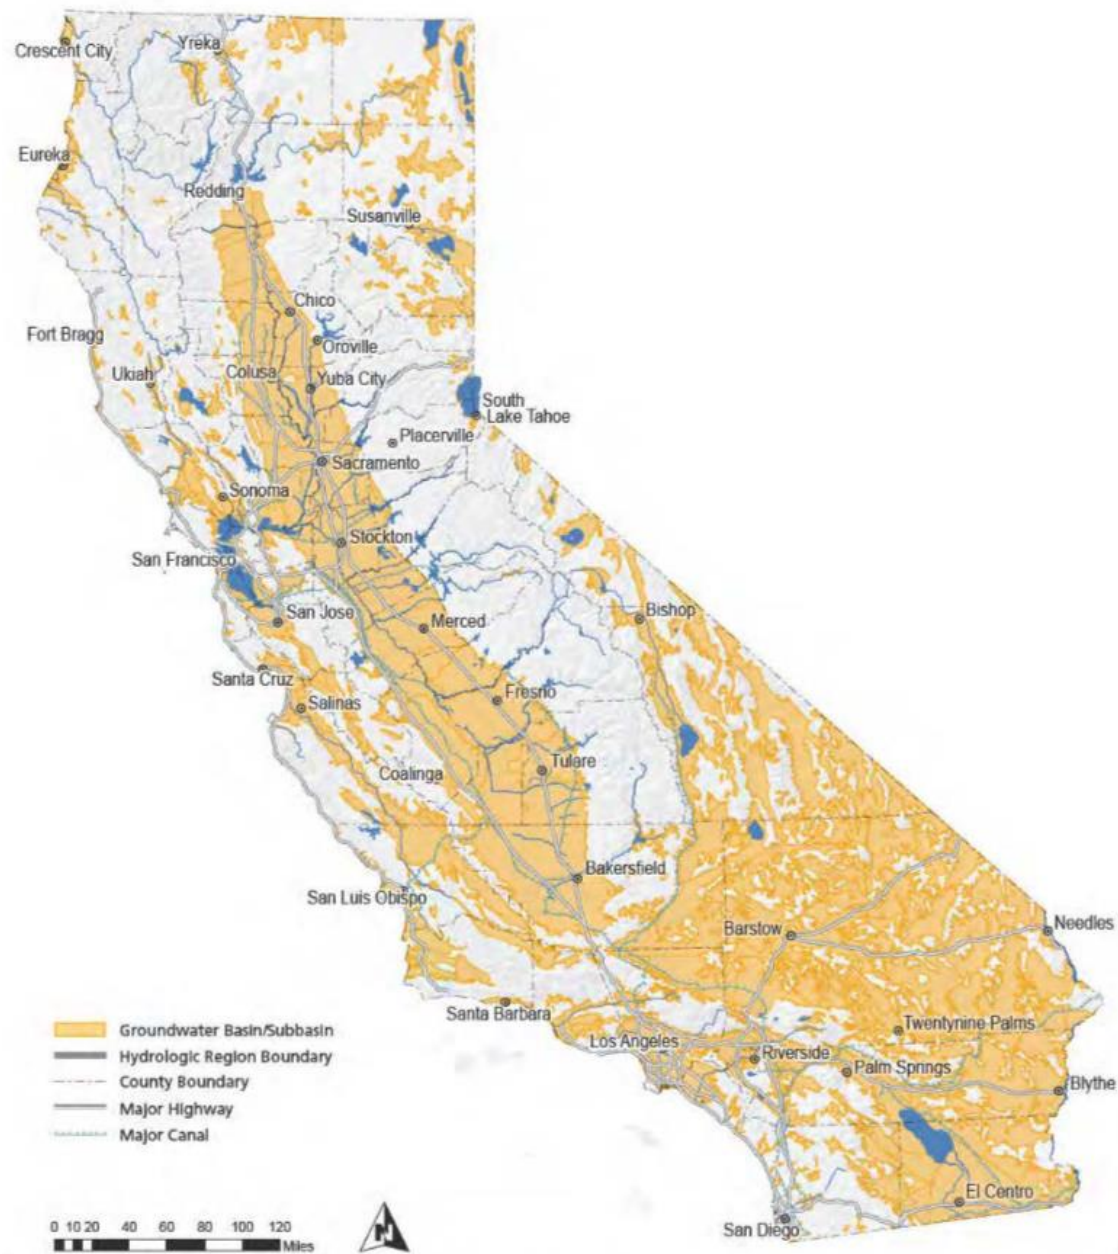 Crescent City
Yreka
Eureka
Redding
Susanville
Chico
Fort Bragg
Oroville
Ukiah
Colusa
Yuba City
South
Lake Tahoe
Placerville
Sacramento
Sonoma
Stockton
San Francisco
San Jose
Merced
Bishop
Santa Cruz
Salinas
Fresno
Coalinga
Tulare
Bakersfield
San Luis Obispo
Barstow
Needles
Santa Barbara
Groundwater Basin/Subbasin
Hydrologic Region Boundary
County Boundary
Major Highway
Major Canal
Los Angeles
Twentynine Palms
Riverside
Palm Springs
Blythe
El Centro
San Diego
0 10 20 40 60 80 100 120
Miles
N